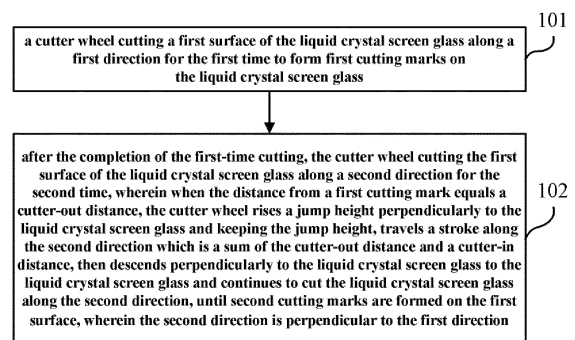 101
a cutter wheel cutting a first surface of the liquid crystal screen glass along a
first direction for the first time to form first cutting marks on
the liquid crystal screen glass
after the completion of the first-time cutting, the cutter wheel cutting the first
surface of the liquid crystal screen glass along a second direction for the
second time, wherein when the distance from a first cutting mark equals a
cutter-out distance, the cutter wheel rises a jump height perpendicularly to the
liquid crystal screen glass and keeping the jump height, travels a stroke along
the second direction which is a sum of the cutter-out distance and a cutter-in
distance, then descends perpendicularly to the liquid crystal screen glass to the
liquid crystal screen glass and continues to cut the liquid crystal screen glass
along the second direction, until second cutting marks are formed on the first
surface, wherein the second direction is perpendicular to the first direction
102